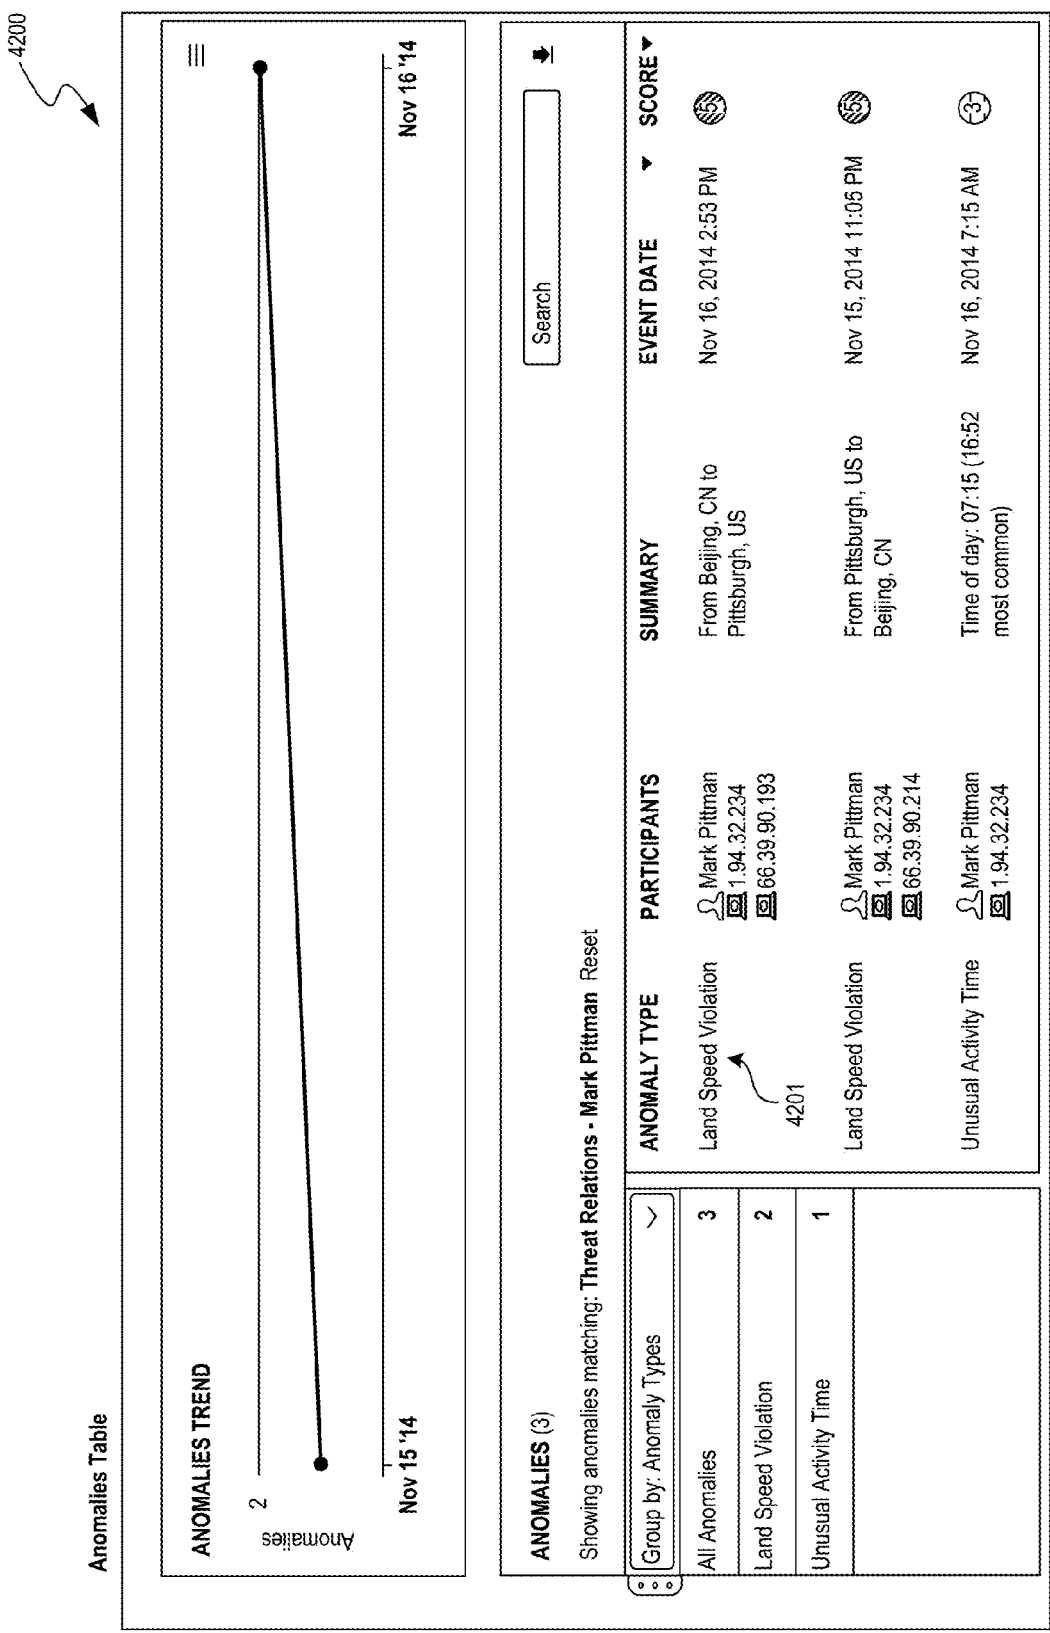 4200
Anomalies Table
ANOMALIES TREND
2
Anomalies
Nov 15 '14
Nov 16 '14
ANOMALIES (3)
Search
Showing anomalies matching: Threat Relations - Mark Pittman Reset
Group by: Anomaly Types
All Anomalies 3
Land Speed Violation 2
Unusual Activity Time 1
ANOMALY TYPE PARTICIPANTS SUMMARY EVENT DATE SCORE
Land Speed Violation Mark Pittman From Beijing, CN to Nov 16, 2014 2:53 PM 5
1.94.32.234 Pittsburgh, US
66.39.90.193
4201
Land Speed Violation Mark Pittman From Pittsburgh, US to Nov 15, 2014 11:05 PM 5
1.94.32.234 Beijing, CN
66.39.90.214
Unusual Activity Time Mark Pittman Time of day: 07:15 (16:52 Nov 16, 2014 7:15 AM 3
1.94.32.234 most common)